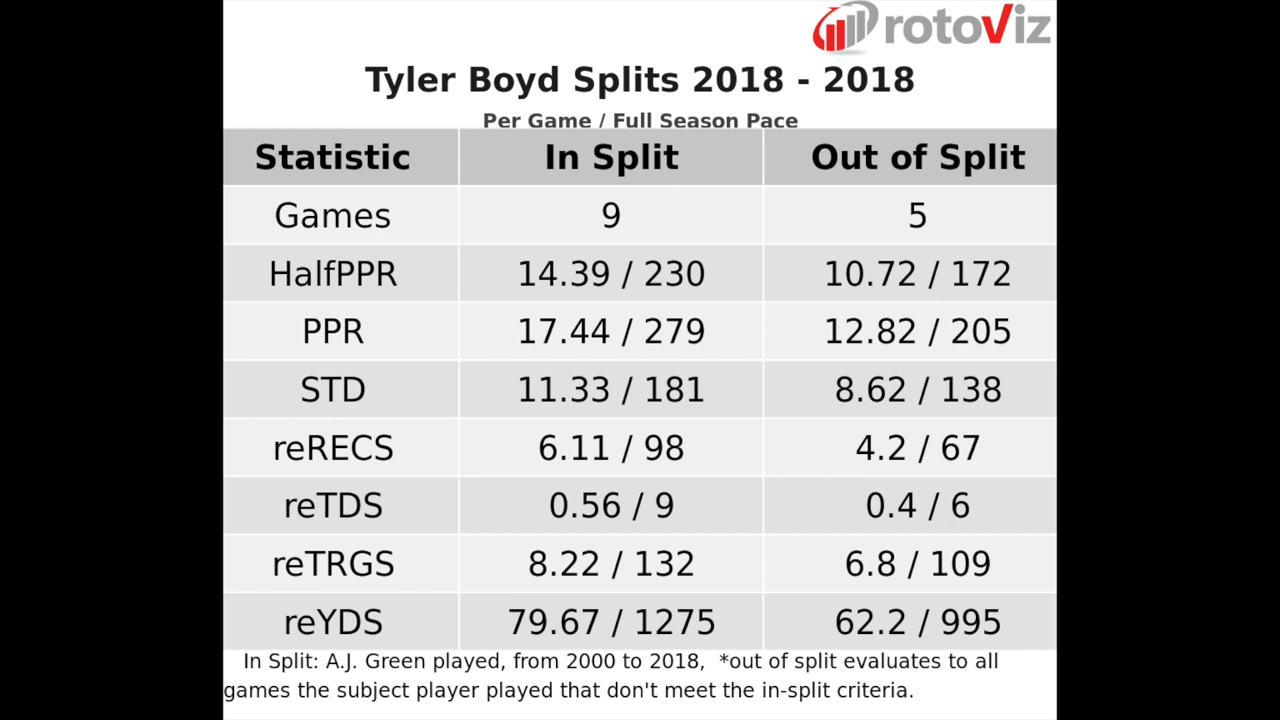 rotoViz
Tyler Boyd Splits 2018 - 2018
Per Game / Full Season Pace
Statistic In Split Out of Split
Games 9 5
HalfPPR 14.39 / 230 10.72 / 172
PPR 17.44 / 279 12.82 / 205
STD 11.33 / 181 8.62 / 138
reRECS 6.11 / 98 4.2 / 67
reTDS 0.56 / 9 0.4 / 6
reTRGS 8.22 / 132 6.8 / 109
reYDS 79.67 / 1275 62.2 / 995
In Split: A.J. Green played, from 2000 to 2018, *out of split evaluates to all
games the subject player played that don't meet the in-split criteria.